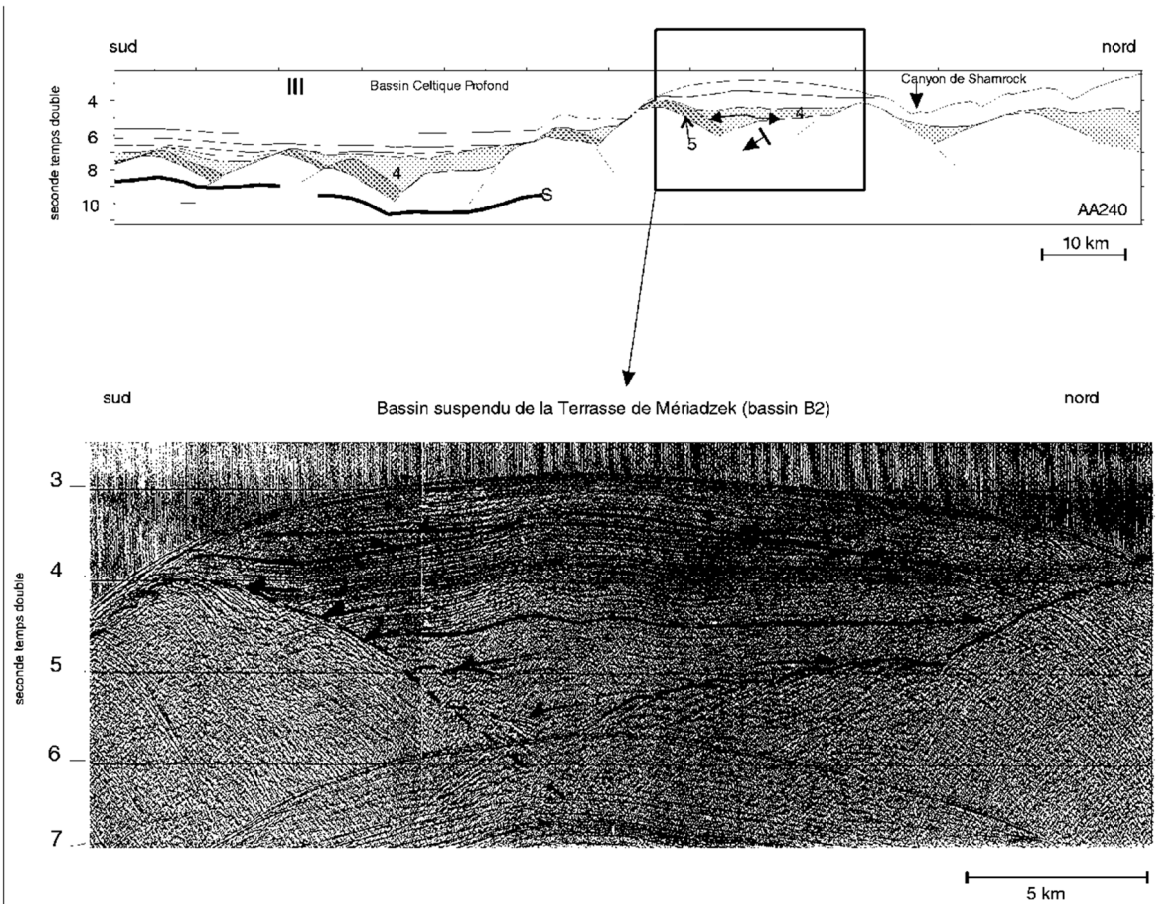 sud
nord
III
Bassin Celtique Profond
Canyon de Shamrock
seconde temps double
4
6
8
10
4
5
4
S
AA240
10 km
sud
nord
Bassin suspendu de la Terrasse de Mériadzek (bassin B2)
seconde temps double
3
4
5
6
7
5 km